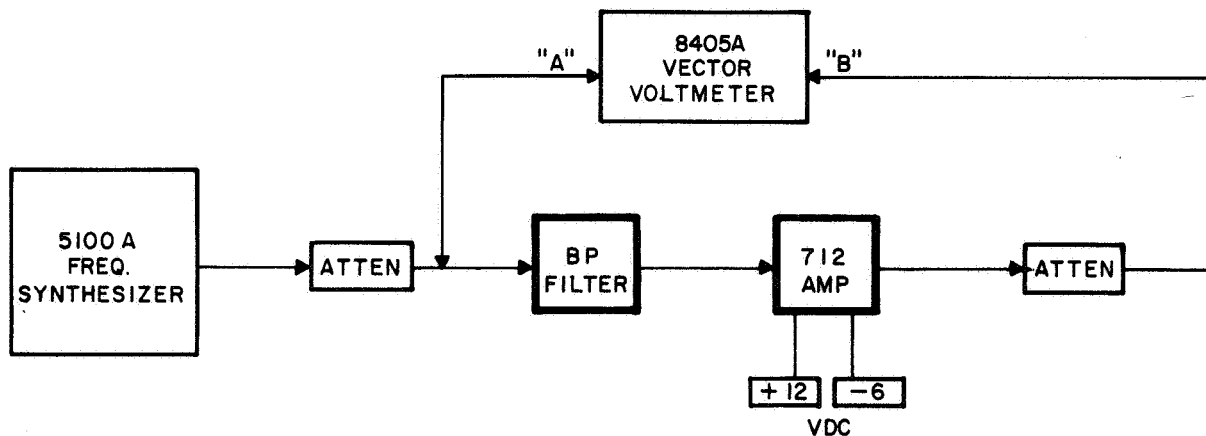 8405A
VECTOR
VOLTMETER
"A"
"B"
5100 A
FREQ.
SYNTHESIZER
ATTEN
BP
FILTER
712
AMP
ATTEN
+12
-6
VDC